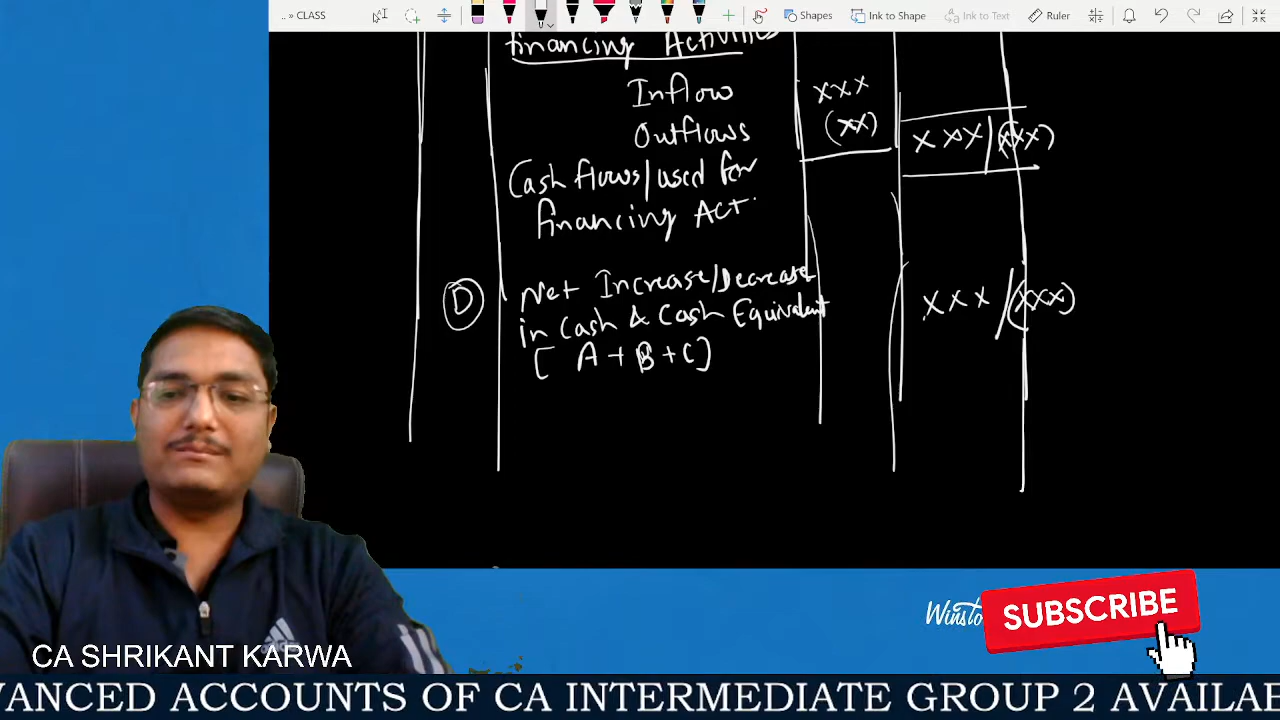 .. » CLASS
Shapes
Ink to Shape
Ink to Text
Ruler
financing Activities
Inflow xxx
Outflows (xx) xxx/(xxx)
Cash flows/used for
financing Act.
D Net Increase/Decrease
in Cash & Cash Equivalent xxx/(xxx)
[ A + B + C ]
SUBSCRIBE
CA SHRIKANT KARWA
VANCED ACCOUNTS OF CA INTERMEDIATE GROUP 2 AVAILA